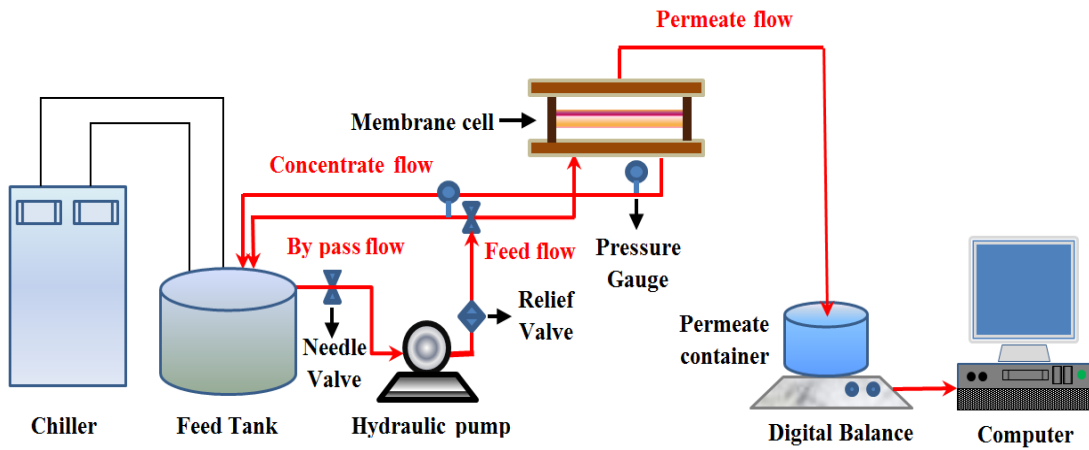 Permeate flow
Membrane cell
Concentrate flow
By pass flow
Feed flow
Pressure
Gauge
Relief
Valve
Needle
Valve
Permeate
container
Chiller
Feed Tank
Hydraulic pump
Digital Balance
Computer